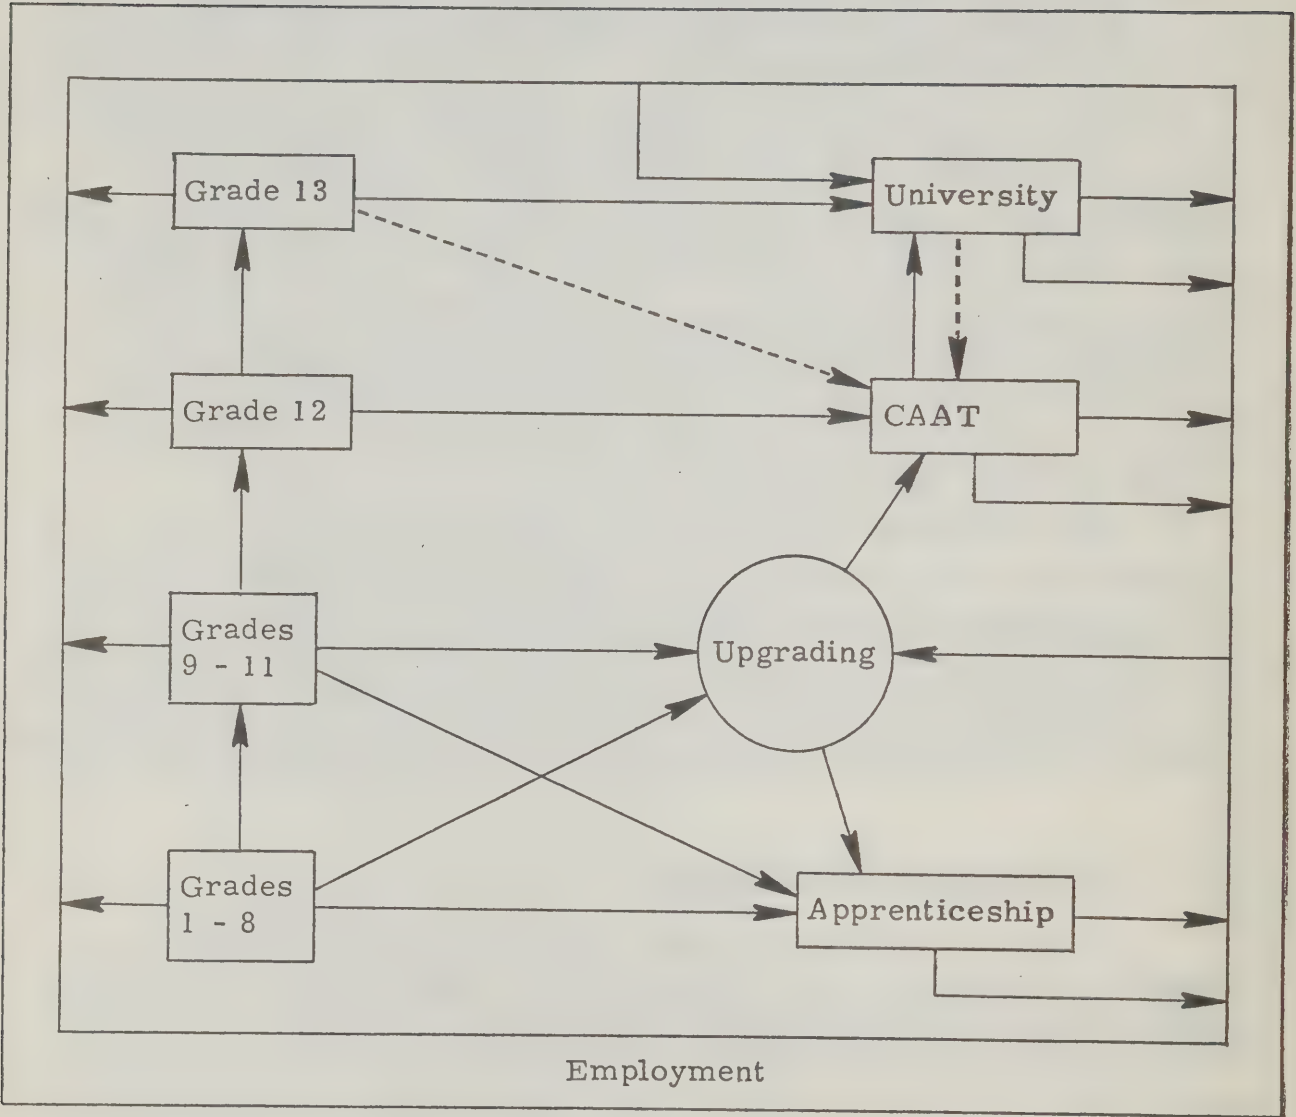 Grade 13
University
Grade 12
CAAT
Grades
9 - 11
Upgrading
Grades
1 - 8
Apprenticeship
Employment